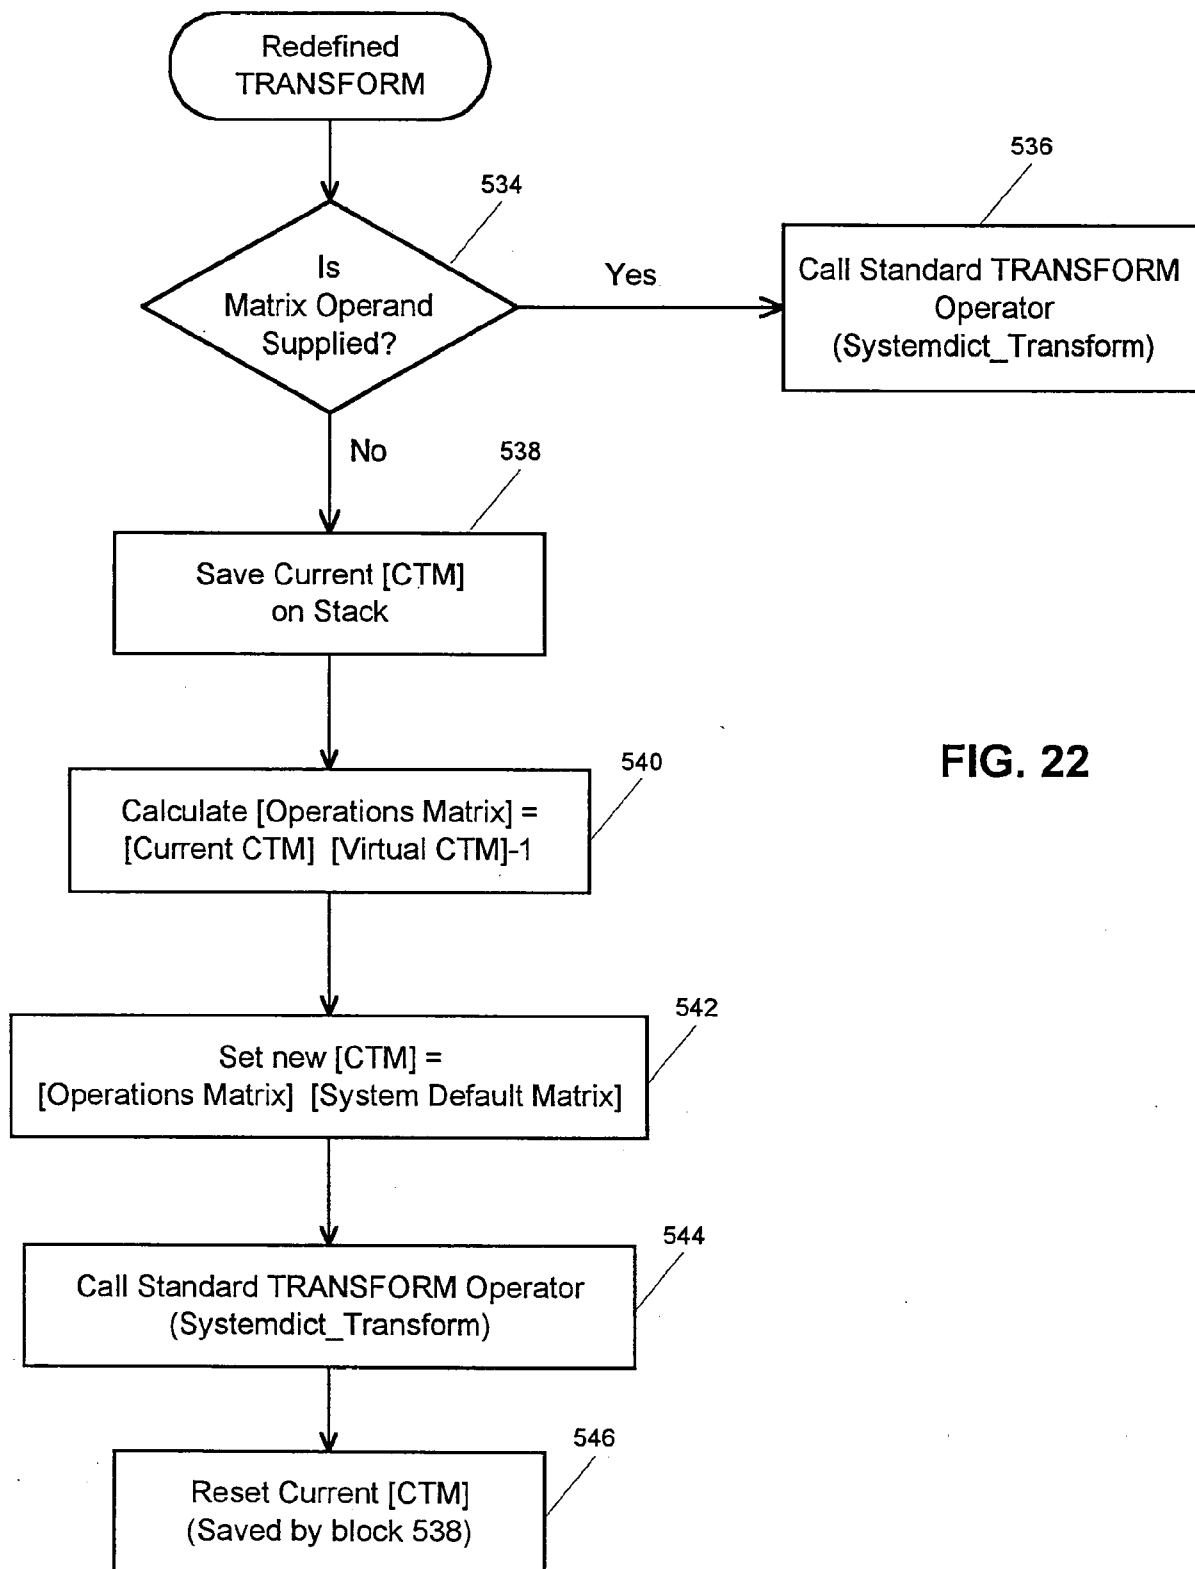 Redefined
TRANSFORM
536
534
Is
Matrix Operand
Supplied?
Yes
Call Standard TRANSFORM
Operator
(Systemdict_Transform)
No
538
Save Current [CTM]
on Stack
FIG. 22
540
Calculate [Operations Matrix] =
[Current CTM] [Virtual CTM]-1
542
Set new [CTM] =
[Operations Matrix] [System Default Matrix]
544
Call Standard TRANSFORM Operator
(Systemdict_Transform)
546
Reset Current [CTM]
(Saved by block 538)